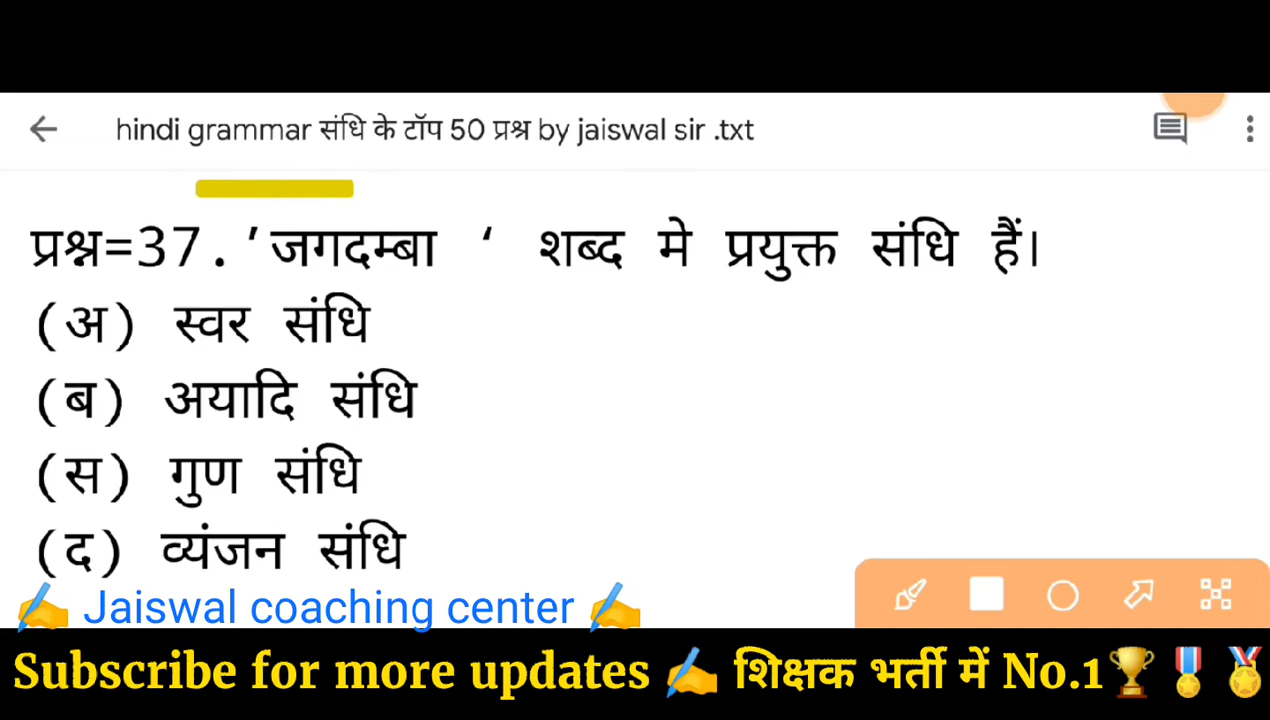 hindi grammar संधि के टॉप 50 प्रश्न by jaiswal sir .txt
प्रश्न=37.’जगदम्बा ‘ शब्द मे प्रयुक्त संधि हैं।
(अ) स्वर संधि
(ब) अयादि संधि
(स) गुण संधि
(द) व्यंजन संधि
✍️ Jaiswal coaching center ✍️
Subscribe for more updates ✍️ शिक्षक भर्ती में No.1🏆🎖️🏅